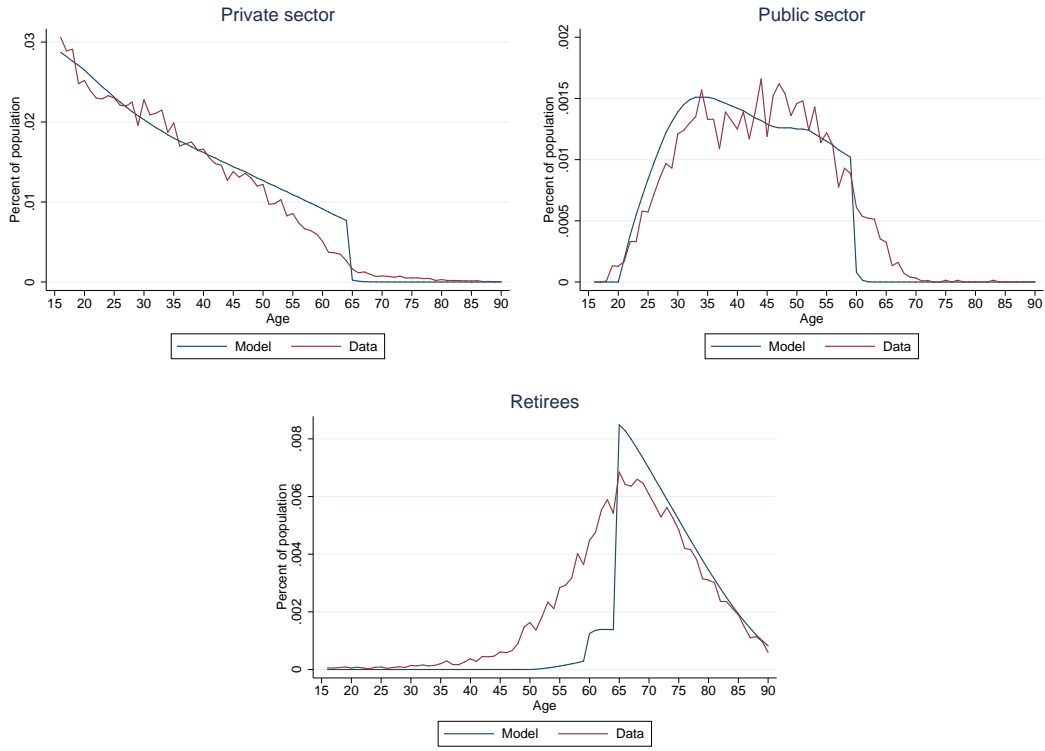 Private sector
Percent of population
0 .01 .02 .03
15 20 25 30 35 40 45 50 55 60 65 70 75 80 85 90
Age
Model Data
Public sector
Percent of population
0 .0005 .001 .0015 .002
15 20 25 30 35 40 45 50 55 60 65 70 75 80 85 90
Age
Model Data
Retirees
Percent of population
0 .002 .004 .006 .008
15 20 25 30 35 40 45 50 55 60 65 70 75 80 85 90
Age
Model Data